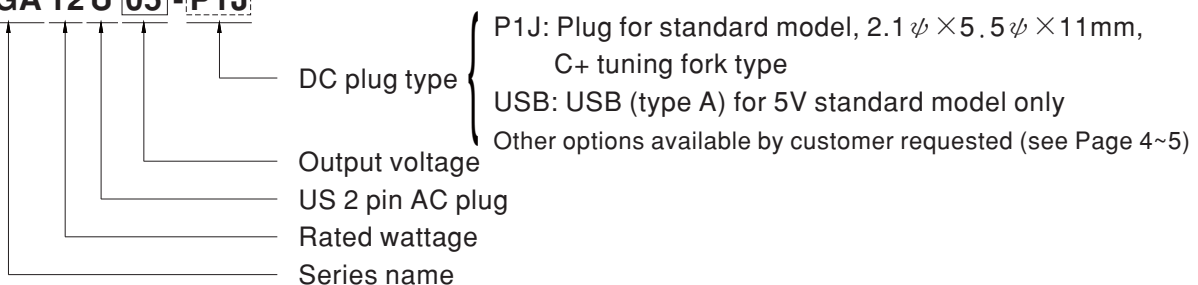 GA 12 U 05 - P1J
P1J: Plug for standard model, 2.1ψ×5.5ψ×11mm,
C+ tuning fork type
DC plug type
USB: USB (type A) for 5V standard model only
Other options available by customer requested (see Page 4~5)
Output voltage
US 2 pin AC plug
Rated wattage
Series name